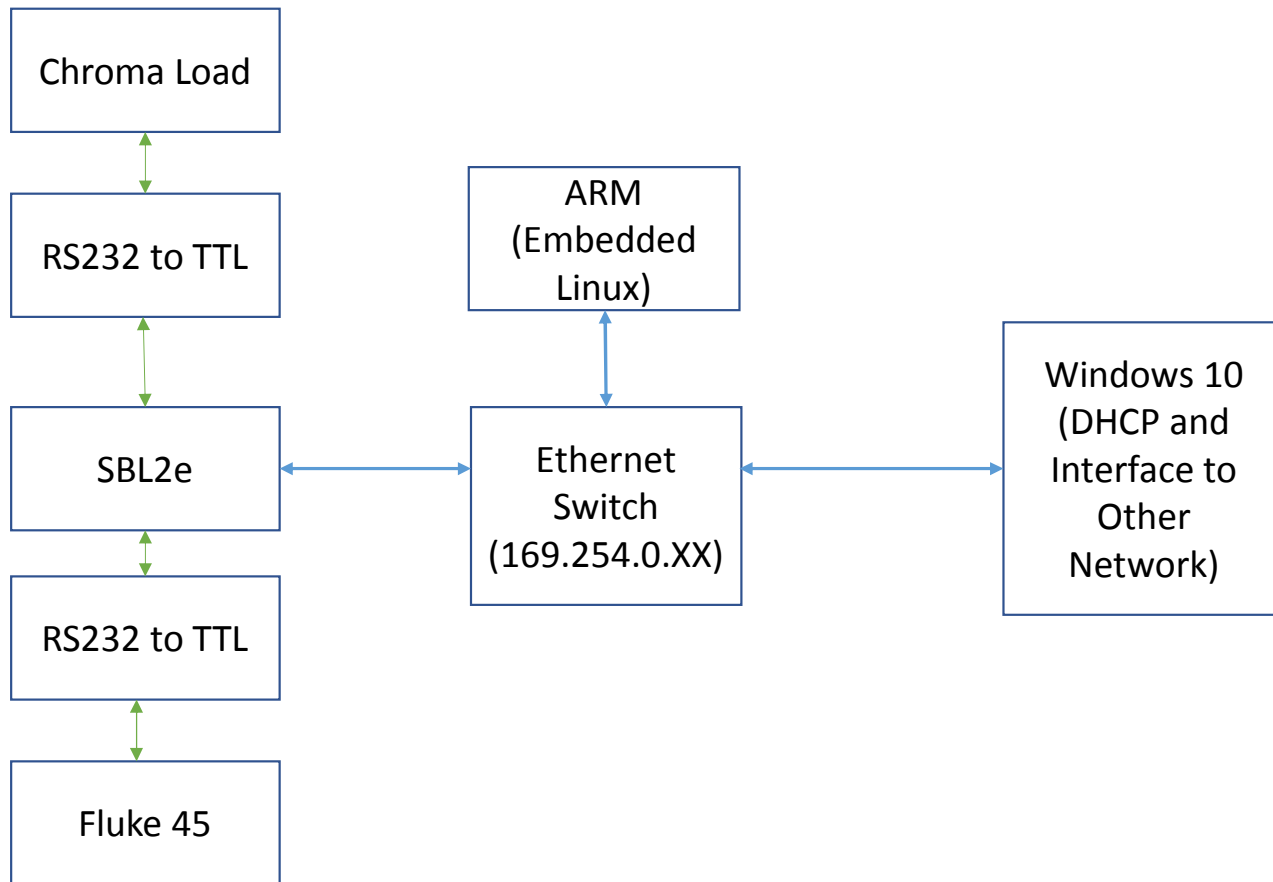 Chroma Load
RS232 to TTL
SBL2e
RS232 to TTL
Fluke 45
ARM
(Embedded
Linux)
Ethernet
Switch
(169.254.0.XX)
Windows 10
(DHCP and
Interface to
Other
Network)